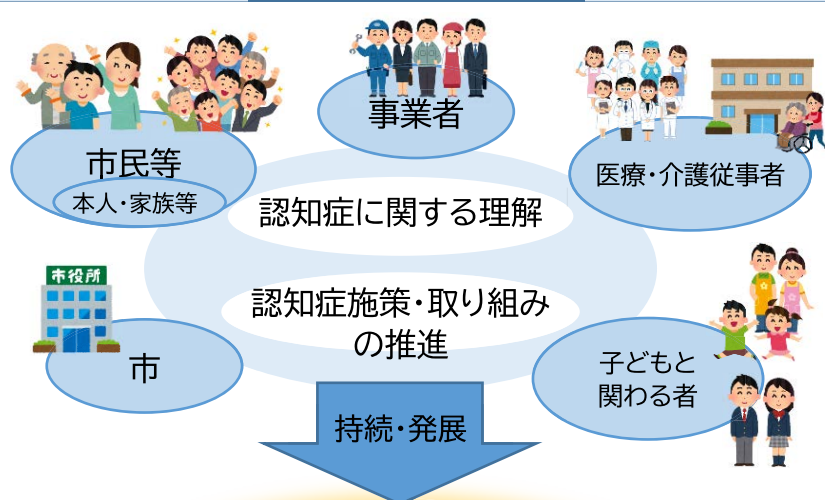 事業者
市民等
本人・家族等
医療・介護従事者
認知症に関する理解
認知症施策・取り組み
の推進
市役所
市
子どもと
関わる者
持続・発展